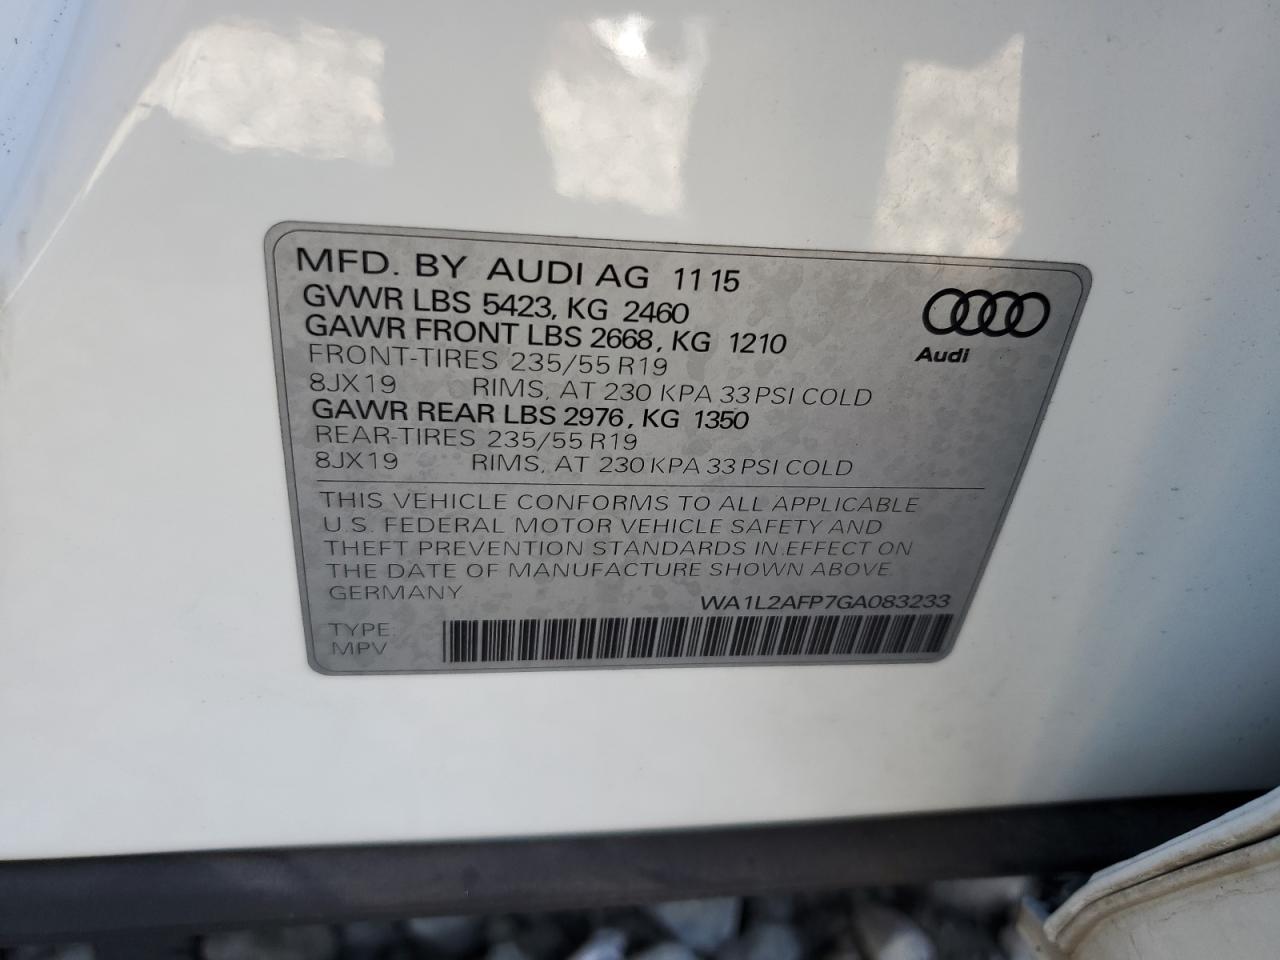 MFD. BY AUDI AG 11 15
GVWR LBS 5423, KG 2460
GAWR FRONT LBS 2668, KG 1210
FRONT-TIRES 235/55 R19
8JX19 RIMS, AT 230 KPA 33 PSI COLD
GAWR REAR LBS 2976, KG 1350
REAR-TIRES 235/55 R19
8JX19 RIMS, AT 230 KPA 33 PSI COLD
Audi
THIS VEHICLE CONFORMS TO ALL APPLICABLE
U.S. FEDERAL MOTOR VEHICLE SAFETY AND
THEFT PREVENTION STANDARDS IN EFFECT ON
THE DATE OF MANUFACTURE SHOWN ABOVE.
GERMANY
WA1L2AFP7GA083233
TYPE:
MPV